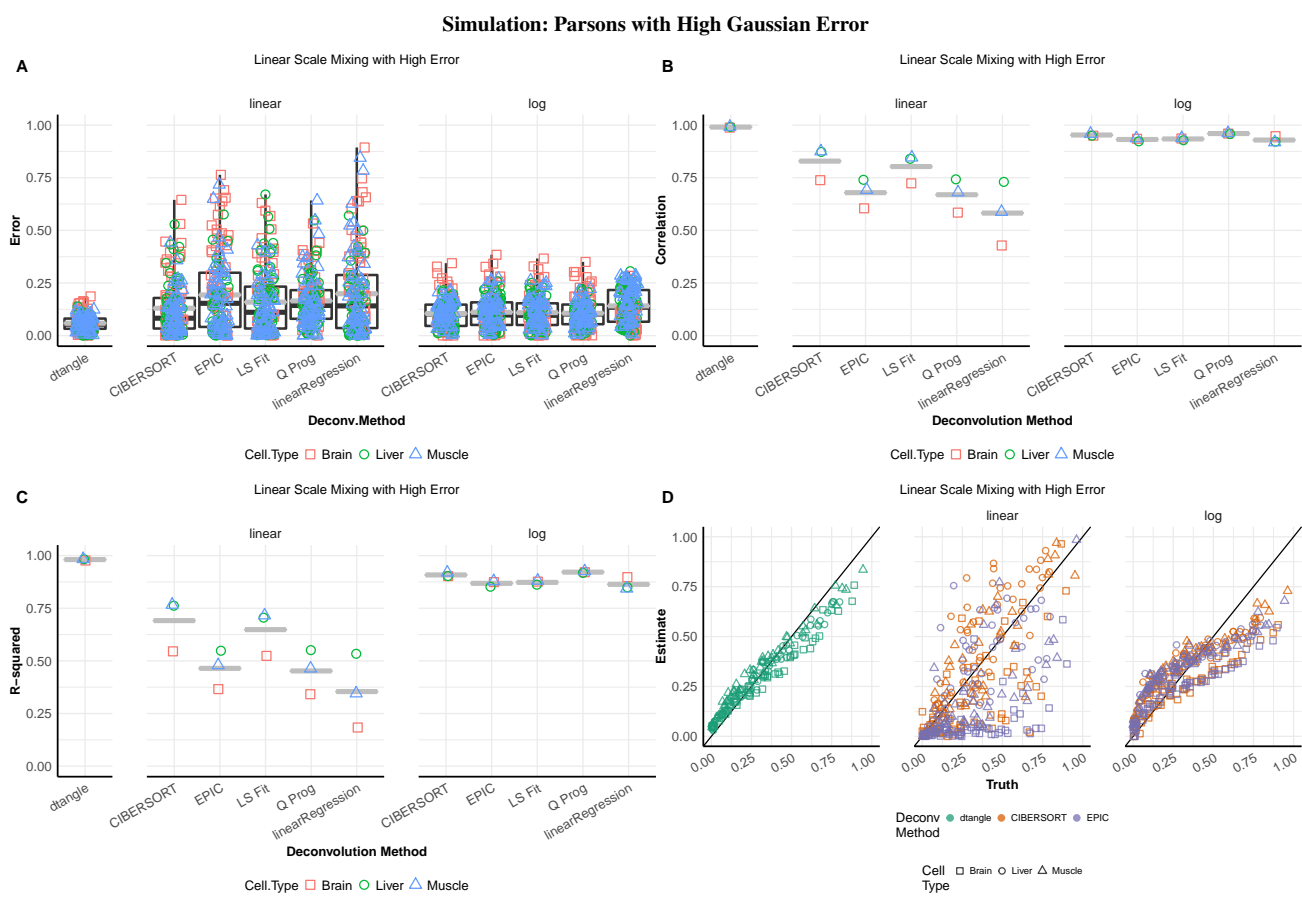 Simulation: Parsons with High Gaussian Error
A
Linear Scale Mixing with High Error
linear
log
1.00
0.75
0.50
0.25
0.00
Error
dtangle
CIBERSORT
EPIC
LS Fit
Q Prog
linearRegression
CIBERSORT
EPIC
LS Fit
Q Prog
linearRegression
Deconv.Method
Cell.Type Brain Liver Muscle
B
Linear Scale Mixing with High Error
linear
log
1.00
0.75
0.50
0.25
0.00
Correlation
dtangle
CIBERSORT
EPIC
LS Fit
Q Prog
linearRegression
CIBERSORT
EPIC
LS Fit
Q Prog
linearRegression
Deconvolution Method
Cell.Type Brain Liver Muscle
C
Linear Scale Mixing with High Error
linear
log
1.00
0.75
0.50
0.25
0.00
R−squared
dtangle
CIBERSORT
EPIC
LS Fit
Q Prog
linearRegression
CIBERSORT
EPIC
LS Fit
Q Prog
linearRegression
Deconvolution Method
Cell.Type Brain Liver Muscle
D
Linear Scale Mixing with High Error
linear
log
1.00
0.75
0.50
0.25
0.00
Estimate
0.00 0.25 0.50 0.75 1.00
0.00 0.25 0.50 0.75 1.00
0.00 0.25 0.50 0.75 1.00
Truth
Deconv
Method
dtangle CIBERSORT EPIC
Cell
Type
Brain Liver Muscle